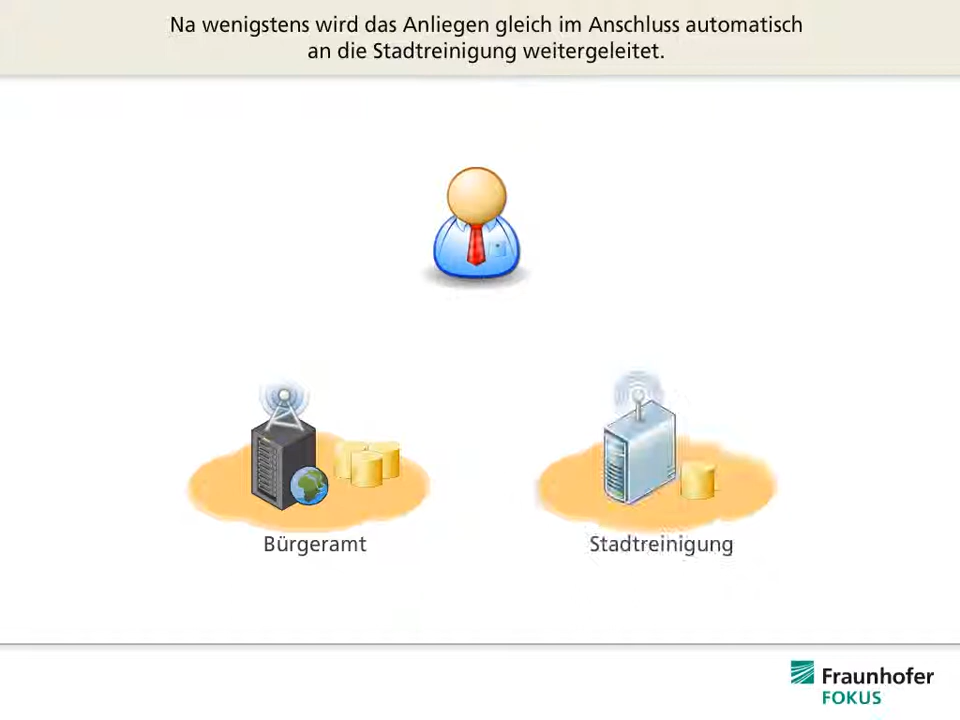 Na wenigstens wird das Anliegen gleich im Anschluss automatisch
an die Stadtreinigung weitergeleitet.
Bürgeramt
Stadtreinigung
Fraunhofer
FOKUS